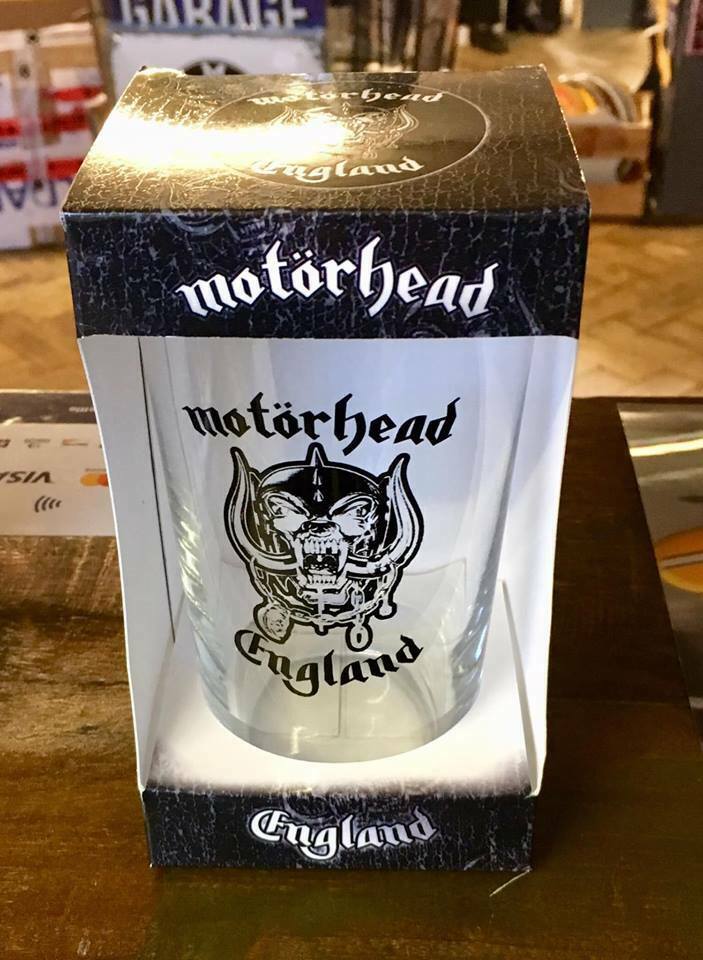 GARAGE
motörhead
England
motörhead
motörhead
England
VISA
England